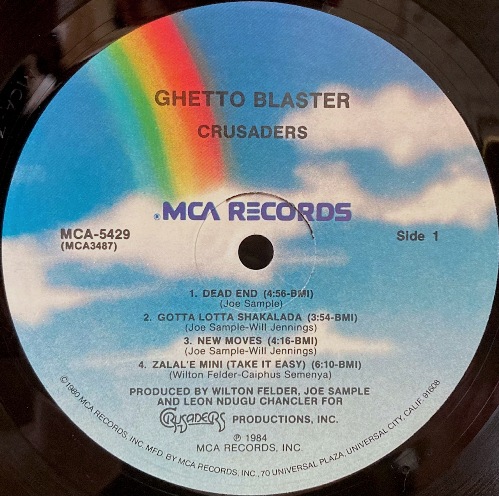 GHETTO BLASTER
CRUSADERS
®MCA RECORDS
MCA-5429
(MCA3487)
Side 1
1. DEAD END (4:56-BMI)
(Joe Sample)
2. GOTTA LOTTA SHAKALADA (3:54-BMI)
(Joe Sample-Will Jennings)
3. NEW MOVES (4:16-BMI)
(Joe Sample-Will Jennings)
4. ZALAL'E MINI (TAKE IT EASY) (6:10-BMI)
(Wilton Felder-Caiphus Semenya)
PRODUCED BY WILTON FELDER, JOE SAMPLE
AND LEON NDUGU CHANCLER FOR
CRUSADERS PRODUCTIONS, INC.
℗ 1984
MCA RECORDS, INC.
©1980 MCA RECORDS, INC. MFD. BY MCA RECORDS, INC., 70 UNIVERSAL PLAZA, UNIVERSAL CITY, CALIF. 91608